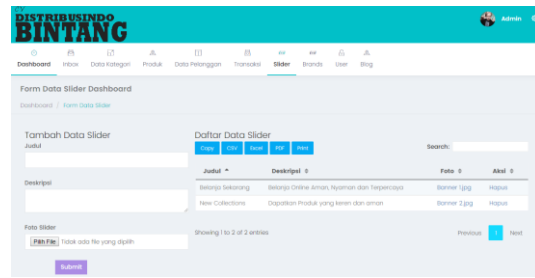 CV
DISTRIBUSINDO
BINTANG
Admin
Dashboard Inbox Data Kategori Produk Data Pelanggan Transaksi Slider Brands User Blog
Form Data Slider Dashboard
Dashboard / Form Data Slider
Tambah Data Slider
Judul
Deskripsi
Foto Slider
Pilih File Tidak ada file yang dipilih
Submit
Daftar Data Slider
Copy CSV Excel PDF Print
Search:
Judul Deskripsi Foto Aksi
Belanja Sekarang Belanja Online Aman, Nyaman dan Terpercaya Banner 1.jpg Hapus
New Collections Dapatkan Produk yang keren dan aman Banner 2.jpg Hapus
Showing 1 to 2 of 2 entries
Previous 1 Next